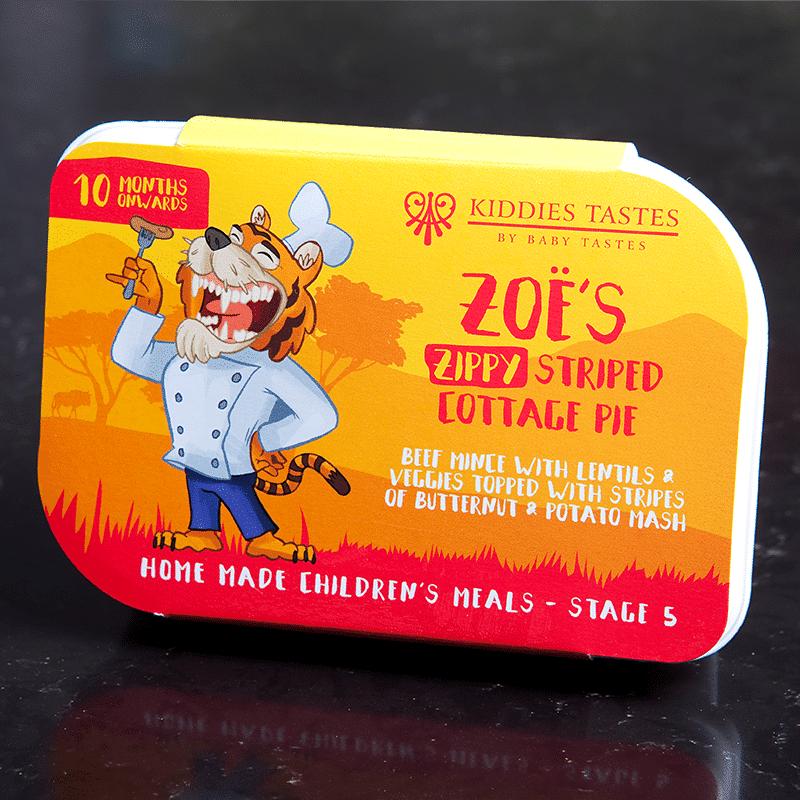 10 MONTHS
ONWARDS
KIDDIES TASTES
BY BABY TASTES
ZOË'S
ZIPPY STRIPED
COTTAGE PIE
BEEF MINCE WITH LENTILS &
VEGGIES TOPPED WITH STRIPES
OF BUTTERNUT & POTATO MASH
HOME MADE CHILDREN'S MEALS - STAGE 5